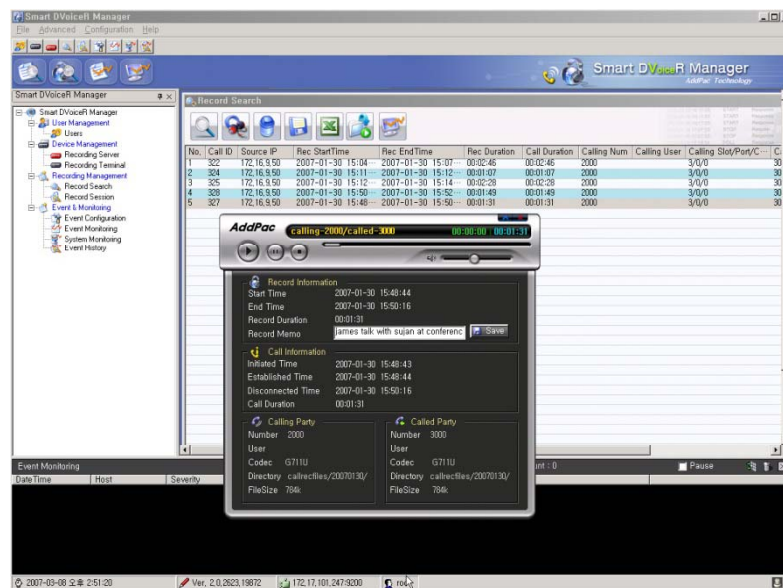 Smart DVoiceR Manager
File Advanced Configuration Help
Smart DVoiceR Manager
AddPac Technology
Smart DVoiceR Manager
Smart DVoiceR Manager
User Management
Users
Device Management
Recording Server
Recording Terminal
Recording Management
Record Search
Record Session
Event & Monitoring
Event Configuration
Event Monitoring
System Monitoring
Event History
Record Search
No, Call ID Source IP Rec StartTime Rec EndTime Rec Duration Call Duration Calling Num Calling User Calling Slot/Port/C···
1 322 172,16,9,50 2007-01-30 15:04··· 2007-01-30 15:07··· 00:02:46 00:02:46 2000 3/0/0 30
2 324 172,16,9,50 2007-01-30 15:11··· 2007-01-30 15:12··· 00:01:07 00:01:07 2000 3/0/0 30
3 325 172,16,9,50 2007-01-30 15:12··· 2007-01-30 15:14··· 00:02:28 00:02:28 2000 3/0/0 30
4 328 172,16,9,50 2007-01-30 15:50··· 2007-01-30 15:52··· 00:01:49 00:01:49 2000 3/0/0 30
5 327 172,16,9,50 2007-01-30 15:48··· 2007-01-30 15:50··· 00:01:31 00:01:31 2000 3/0/0 30
AddPac calling-2000/called-3000 00:00:00 00:01:31
Record Information
Start Time 2007-01-30 15:48:44
End Time 2007-01-30 15:50:16
Record Duration 00:01:31
Record Memo james talk with sujan at conferenc Save
Call Information
Initiated Time 2007-01-30 15:48:43
Established Time 2007-01-30 15:48:44
Disconnected Time 2007-01-30 15:50:16
Call Duration 00:01:31
Calling Party
Number 2000
User
Codec G711U
Directory callrecfiles/20070130/
FileSize 784k
Called Party
Number 3000
User
Codec G711U
Directory callrecfiles/20070130/
FileSize 784k
Event Monitoring unt : 0 Pause
DateTime Host Severity
2007-03-08 오후 2:51:20 Ver, 2,0,2623,19872 172,17,101,247:9200